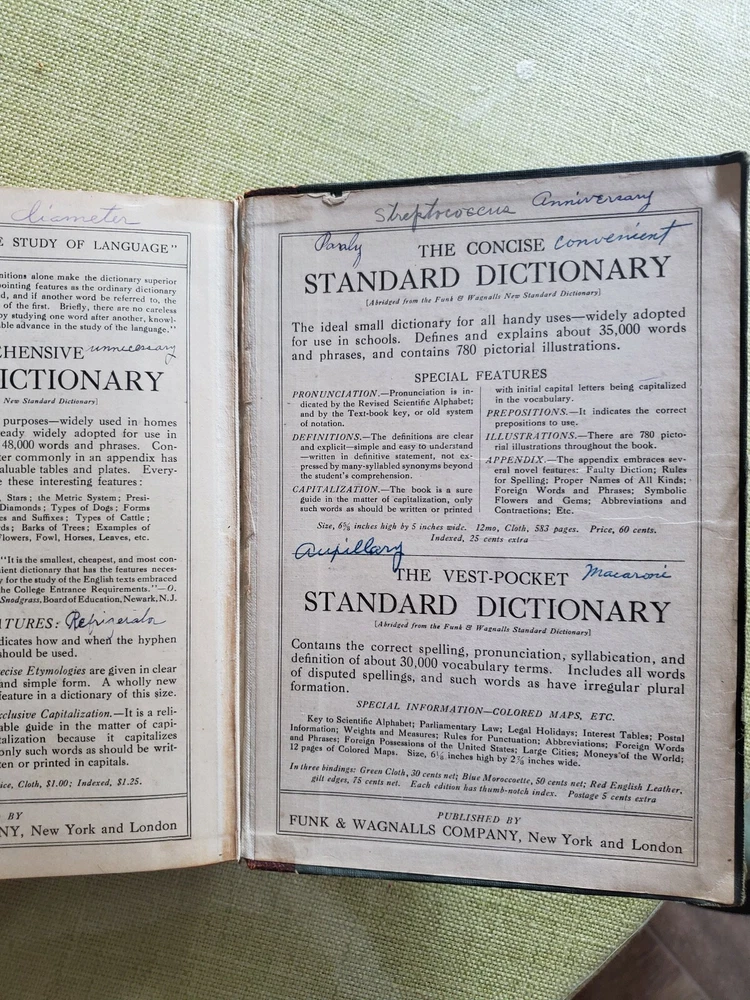 diameter
E STUDY OF LANGUAGE"
nitions alone make the dictionary superior
pointing features as the ordinary dictionary
d, and if another word be referred to, the
of the first. Briefly, there are no careless
by studying one word after another, knowl-
ble advance in the study of the language."
HENSIVE unnecessary
ICTIONARY
New Standard Dictionary]
purposes—widely used in homes
eady widely adopted for use in
48,000 words and phrases. Con-
ter commonly in an appendix has
aluable tables and plates. Every-
e these interesting features:
Stars; the Metric System; Presi-
Diamonds; Types of Dogs; Forms
es and Suffixes; Types of Cattle;
rds; Barks of Trees; Examples of
Flowers, Fowl, Horses, Leaves, etc.
"It is the smallest, cheapest, and most con-
enient dictionary that has the features neces-
y for the study of the English texts embraced
he College Entrance Requirements."—O.
Snodgrass, Board of Education, Newark, N.J.
ATURES: Refriserator
dicates how and when the hyphen
should be used.
ecise Etymologies are given in clear
and simple form. A wholly new
feature in a dictionary of this size.
xclusive Capitalization.—It is a reli-
able guide in the matter of capi-
talization because it capitalizes
only such words as should be writ-
ten or printed in capitals.
ice, Cloth, $1.00; Indexed, $1.25.
BY
NY, New York and London
Streptococcus Anniversary
Paraly THE CONCISE convenient
STANDARD DICTIONARY
[Abridged from the Funk & Wagnalls New Standard Dictionary]
The ideal small dictionary for all handy uses—widely adopted
for use in schools. Defines and explains about 35,000 words
and phrases, and contains 780 pictorial illustrations.
SPECIAL FEATURES
PRONUNCIATION.—Pronunciation is in-
dicated by the Revised Scientific Alphabet;
and by the Text-book key, or old system
of notation.
DEFINITIONS.—The definitions are clear
and explicit—simple and easy to understand
—written in definitive statement, not ex-
pressed by many-syllabled synonyms beyond
the student's comprehension.
CAPITALIZATION.—The book is a sure
guide in the matter of capitalization, only
such words as should be written or printed
with initial capital letters being capitalized
in the vocabulary.
PREPOSITIONS.—It indicates the correct
prepositions to use.
ILLUSTRATIONS.—There are 780 picto-
rial illustrations throughout the book.
APPENDIX.—The appendix embraces sev-
eral novel features: Faulty Diction; Rules
for Spelling; Proper Names of All Kinds;
Foreign Words and Phrases; Symbolic
Flowers and Gems; Abbreviations and
Contractions; Etc.
Size, 6⅝ inches high by 5 inches wide. 12mo, Cloth, 583 pages. Price, 60 cents.
Indexed, 25 cents extra
THE VEST-POCKET Macaroni
STANDARD DICTIONARY
[Abridged from the Funk & Wagnalls Standard Dictionary]
Contains the correct spelling, pronunciation, syllabication, and
definition of about 30,000 vocabulary terms. Includes all words
of disputed spellings, and such words as have irregular plural
formation.
SPECIAL INFORMATION—COLORED MAPS, ETC.
Key to Scientific Alphabet; Parliamentary Law; Legal Holidays; Interest Tables; Postal
Information; Weights and Measures; Rules for Punctuation; Abbreviations; Foreign Words
and Phrases; Foreign Possessions of the United States; Large Cities; Moneys of the World;
12 pages of Colored Maps. Size, 6⅛ inches high by 2⅞ inches wide.
In three bindings: Green Cloth, 30 cents net; Blue Moroccoette, 50 cents net; Red English Leather,
gilt edges, 75 cents net. Each edition has thumb-notch index. Postage 5 cents extra
PUBLISHED BY
FUNK & WAGNALLS COMPANY, New York and London